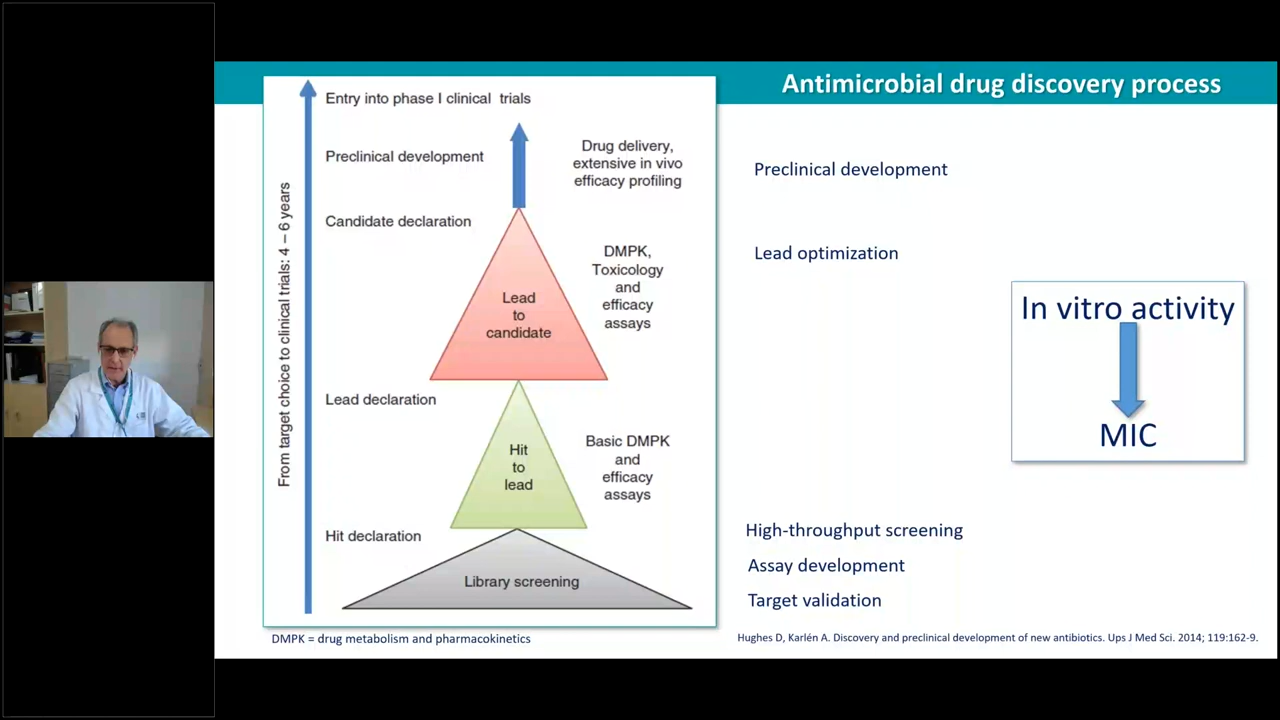 Antimicrobial drug discovery process
From target choice to clinical trials: 4 – 6 years
Entry into phase I clinical trials
Preclinical development
Drug delivery,
extensive in vivo
efficacy profiling
Candidate declaration
DMPK,
Toxicology
and
efficacy
assays
Lead
to
candidate
Lead declaration
Basic DMPK
and
efficacy
assays
Hit
to
lead
Hit declaration
Library screening
DMPK = drug metabolism and pharmacokinetics
Preclinical development
Lead optimization
In vitro activity
MIC
High-throughput screening
Assay development
Target validation
Hughes D, Karlén A. Discovery and preclinical development of new antibiotics. Ups J Med Sci. 2014; 119:162-9.